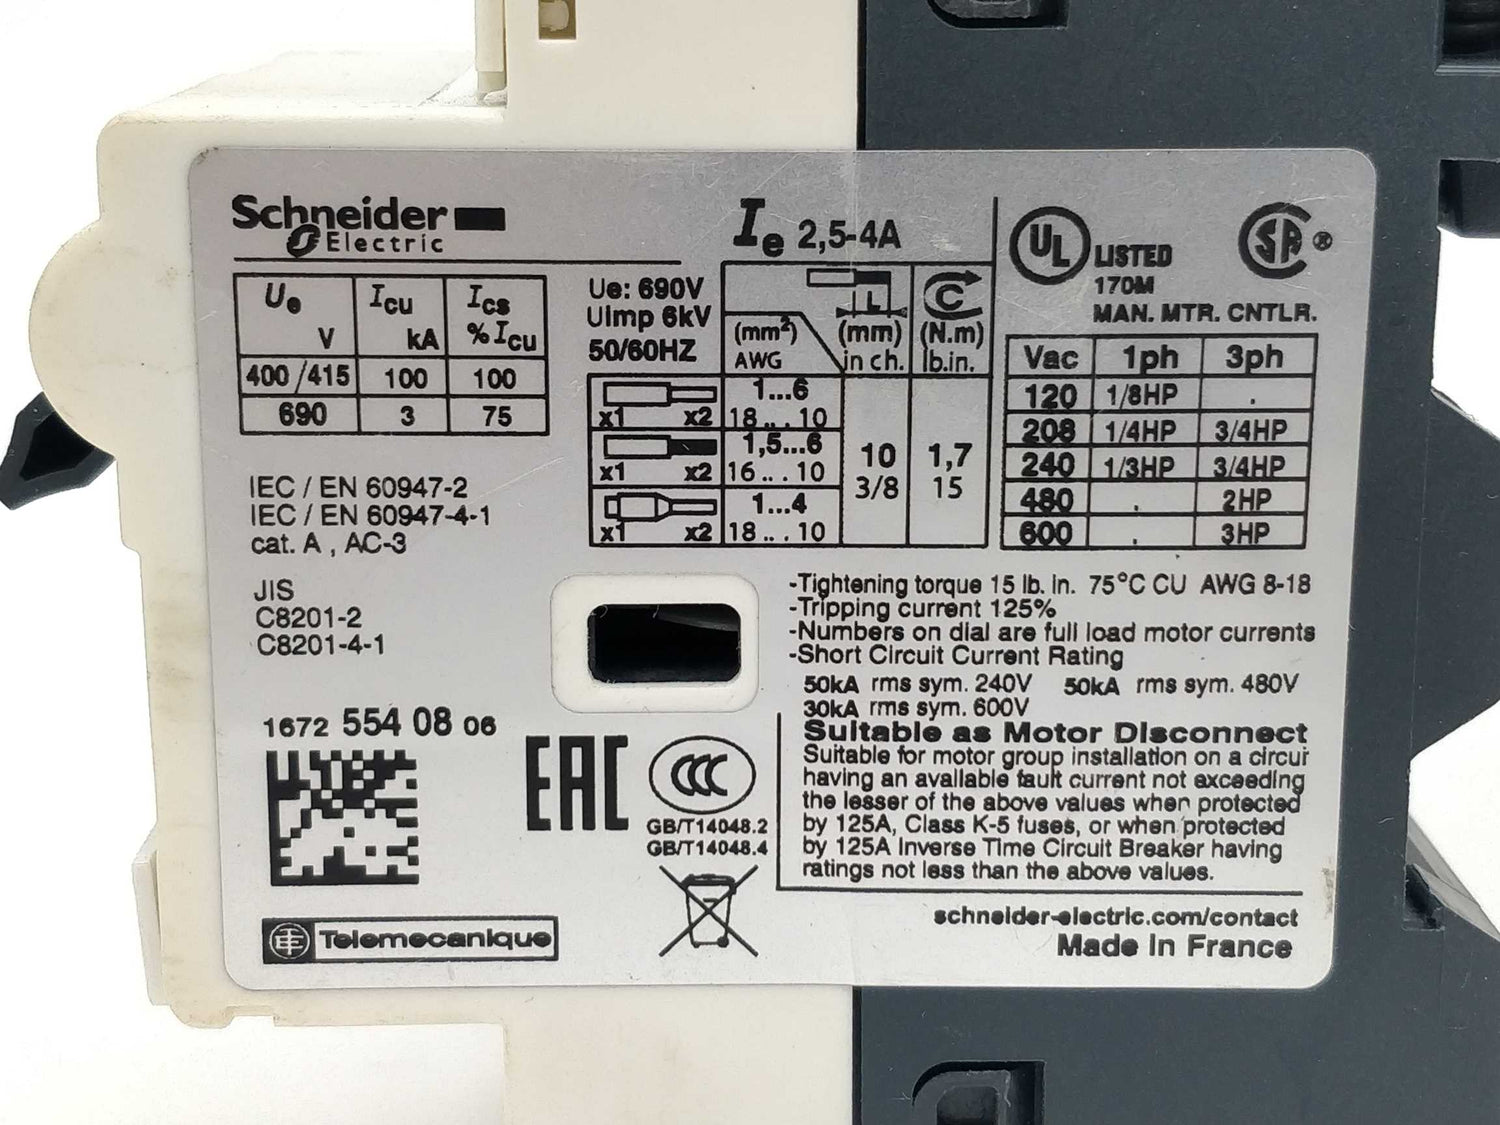 Schneider
Electric
Ie 2,5-4A
UL LISTED
170M
MAN. MTR. CNTLR.
SA ®
Ue Icu Ics
V kA % Icu
400/415 100 100
690 3 75
Ue: 690V
Uimp 6kV
50/60HZ
(mm²) (mm) C (N.m)
AWG L in ch. lb.in.
x1 x2 1...6
18...10
x1 x2 1,5...6 10 1,7
16...10 3/8 15
x1 x2 1...4
18...10
Vac 1ph 3ph
120 1/8HP .
208 1/4HP 3/4HP
240 1/3HP 3/4HP
480 . 2HP
600 . 3HP
IEC / EN 60947-2
IEC / EN 60947-4-1
cat. A , AC-3
JIS
C8201-2
C8201-4-1
-Tightening torque 15 lb. in. 75°C CU AWG 8-18
-Tripping current 125%
-Numbers on dial are full load motor currents
-Short Circuit Current Rating
50kA rms sym. 240V 50kA rms sym. 480V
30kA rms sym. 600V
Suitable as Motor Disconnect
Suitable for motor group installation on a circuit
having an available fault current not exceeding
the lesser of the above values when protected
by 125A, Class K-5 fuses, or when protected
by 125A Inverse Time Circuit Breaker having
ratings not less than the above values.
1672 554 08 06
EAC
CCC
GB/T14048.2
GB/T14048.4
Telemecanique
schneider-electric.com/contact
Made in France